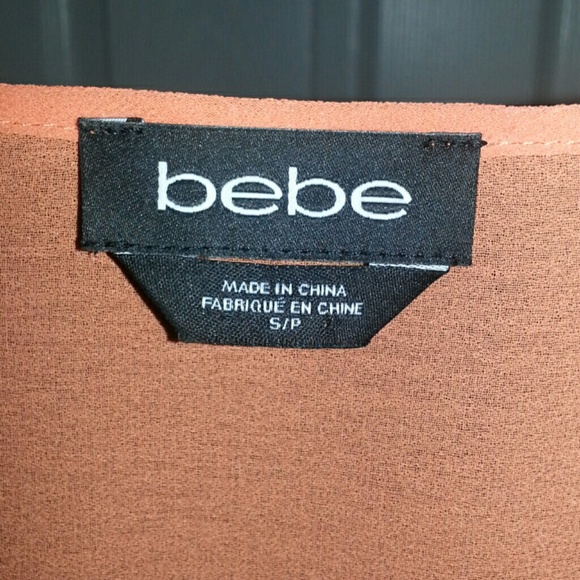 bebe
MADE IN CHINA
FABRIQUÉ EN CHINE
S/P